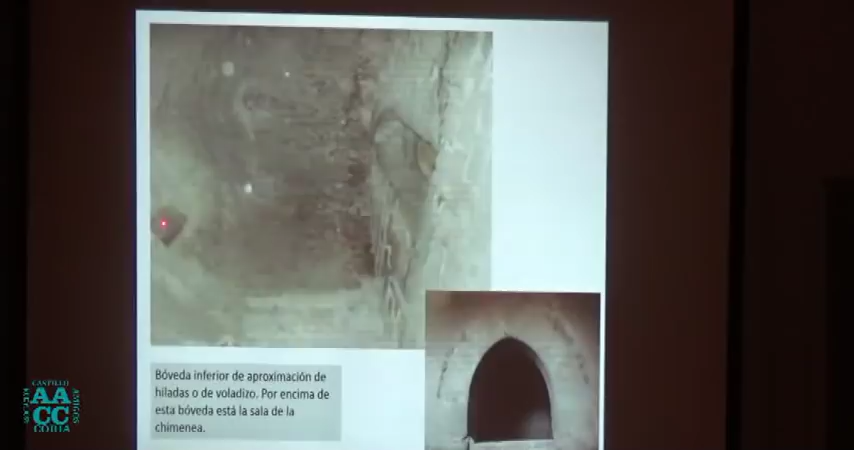 Bóveda inferior de aproximación de
hiladas o de voladizo. Por encima de
esta bóveda está la sala de la
chimenea.
CASTILLO
AA
CC
AMIGOS
CORIA